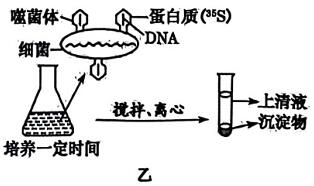 噬菌体
蛋白质(³⁵S)
DNA
细菌
搅拌、离心
上清液
沉淀物
培养一定时间
乙